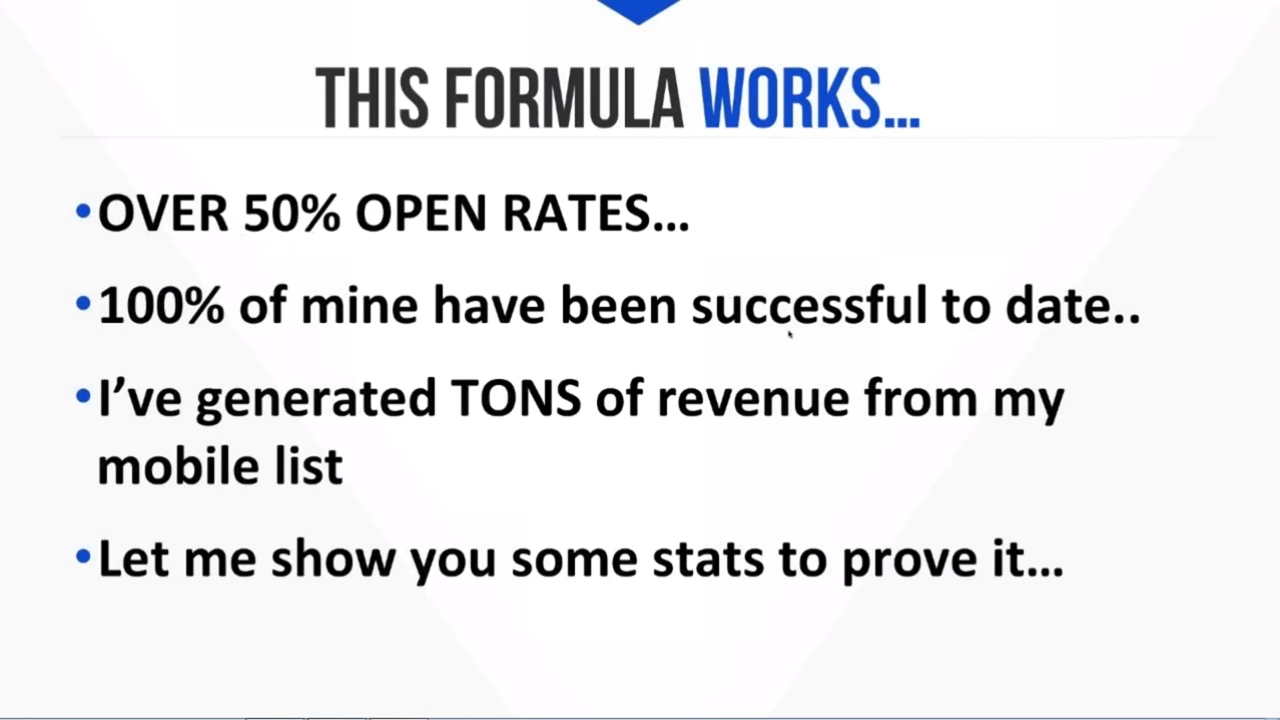 THIS FORMULA WORKS...
•OVER 50% OPEN RATES...
•100% of mine have been successful to date..
•I’ve generated TONS of revenue from my
mobile list
•Let me show you some stats to prove it...